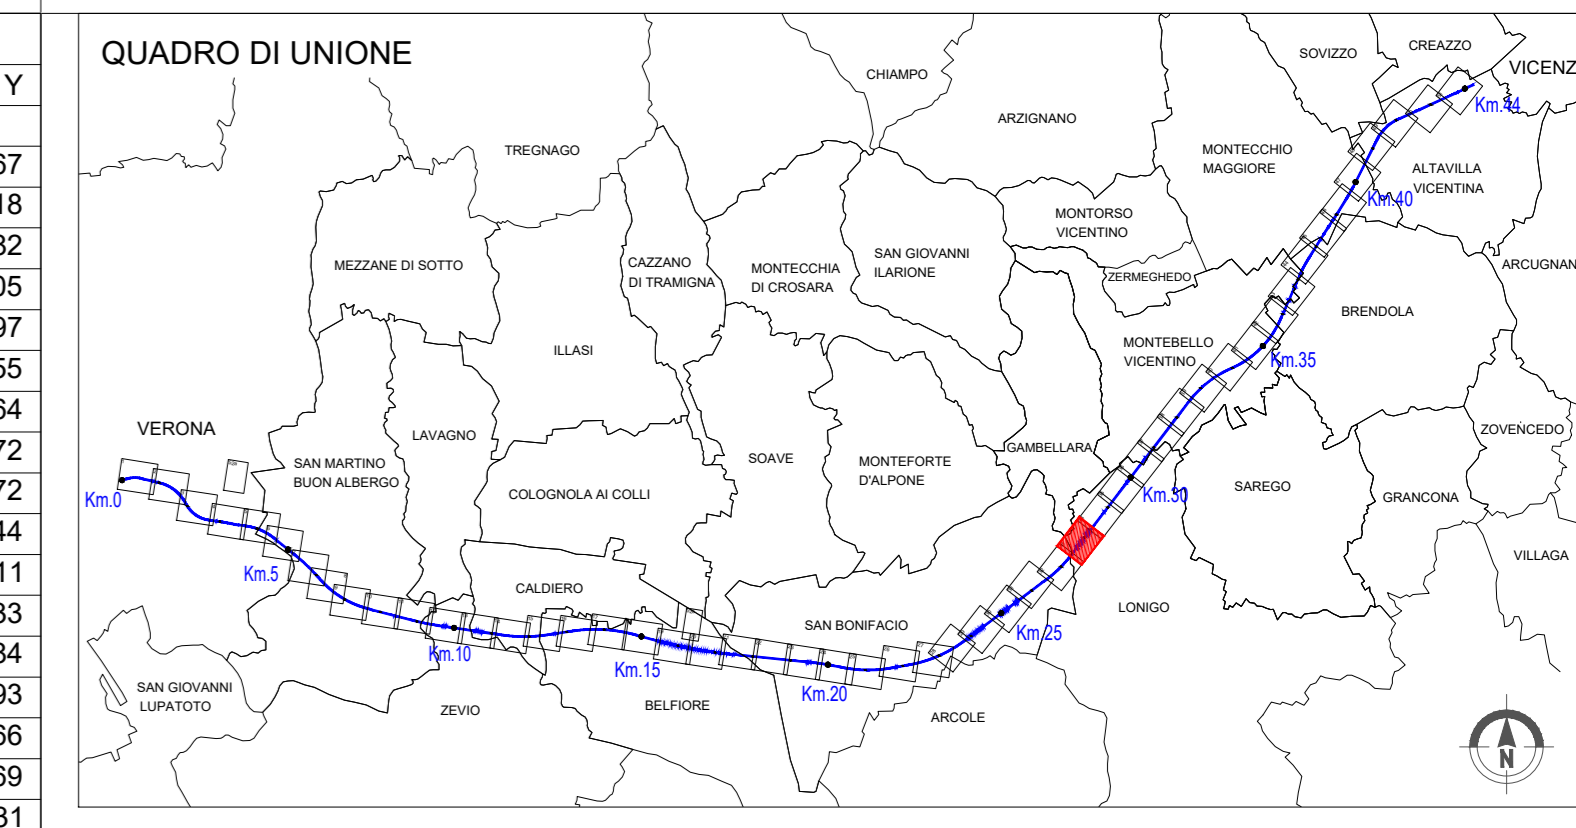 QUADRO DI UNIONE
Y
67
18
32
05
97
55
64
72
72
44
11
33
34
93
66
69
31
CREAZZO
SOVIZZO
VICENZ
CHIAMPO
Km.44
ARZIGNANO
TREGNAGO
MONTECCHIO
MAGGIORE
ALTAVILLA
VICENTINA
Km.40
MONTORSO
VICENTINO
SAN GIOVANNI
ILARIONE
CAZZANO
DI TRAMIGNA
MEZZANE DI SOTTO
MONTECCHIA
DI CROSARA
ZERMEGHEDO
ARCUGNAN
BRENDOLA
MONTEBELLO
VICENTINO
ILLASI
Km.35
VERONA
LAVAGNO
ZOVENCEDO
GAMBELLARA
SOAVE
MONTEFORTE
D'ALPONE
SAN MARTINO
BUON ALBERGO
COLOGNOLA AI COLLI
SAREGO
Km.30
GRANCONA
Km.0
VILLAGA
Km.5
CALDIERO
LONIGO
SAN BONIFACIO
Km.25
Km.10
Km.15
SAN GIOVANNI
LUPATOTO
Km.20
BELFIORE
ZEVIO
ARCOLE
N